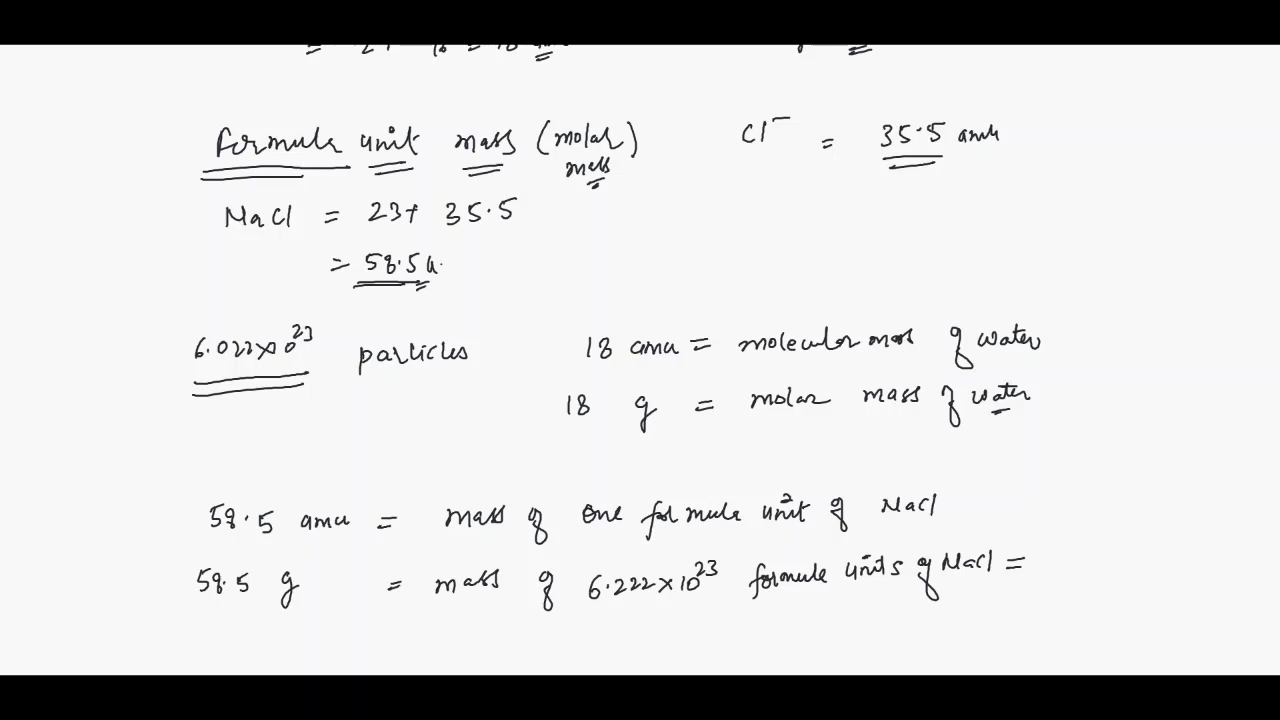 Formula unit mass (molar mass)
Cl⁻ = 35.5 amu
NaCl = 23+ 35.5
= 58.5 u.
6.022×10²³ particles
18 amu = molecular mass of water
18 g = molar mass of water
58.5 amu = mass of one formula unit of NaCl
58.5 g = mass of 6.222×10²³ formula units of NaCl =